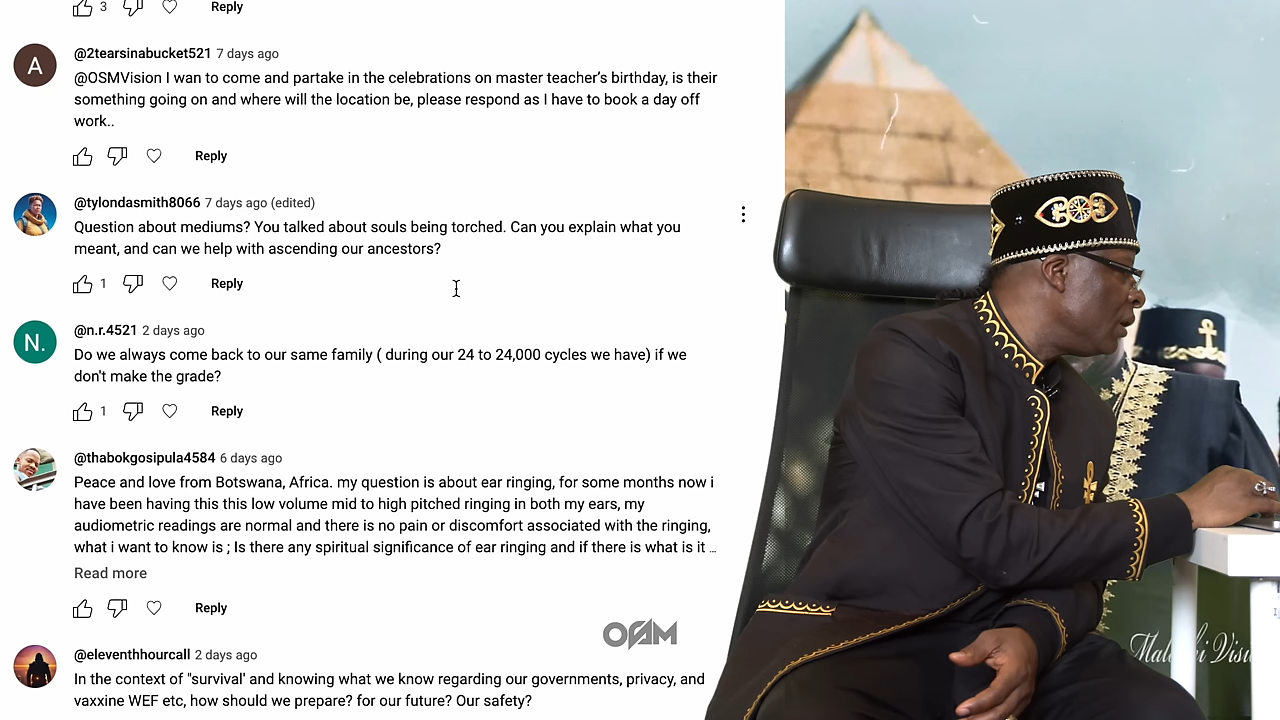 3 Reply
@2tearsinabucket521 7 days ago
A
@OSMVision I wan to come and partake in the celebrations on master teacher’s birthday, is their
something going on and where will the location be, please respond as I have to book a day off
work..
Reply
@tylondasmith8066 7 days ago (edited)
Question about mediums? You talked about souls being torched. Can you explain what you
meant, and can we help with ascending our ancestors?
1 Reply
@n.r.4521 2 days ago
N.
Do we always come back to our same family ( during our 24 to 24,000 cycles we have) if we
don't make the grade?
1 Reply
@thabokgosipula4584 6 days ago
Peace and love from Botswana, Africa. my question is about ear ringing, for some months now i
have been having this this low volume mid to high pitched ringing in both my ears, my
audiometric readings are normal and there is no pain or discomfort associated with the ringing,
what i want to know is ; Is there any spiritual significance of ear ringing and if there is what is it ...
Read more
Reply
@eleventhhourcall 2 days ago
In the context of "survival' and knowing what we know regarding our governments, privacy, and
vaxxine WEF etc, how should we prepare? for our future? Our safety?